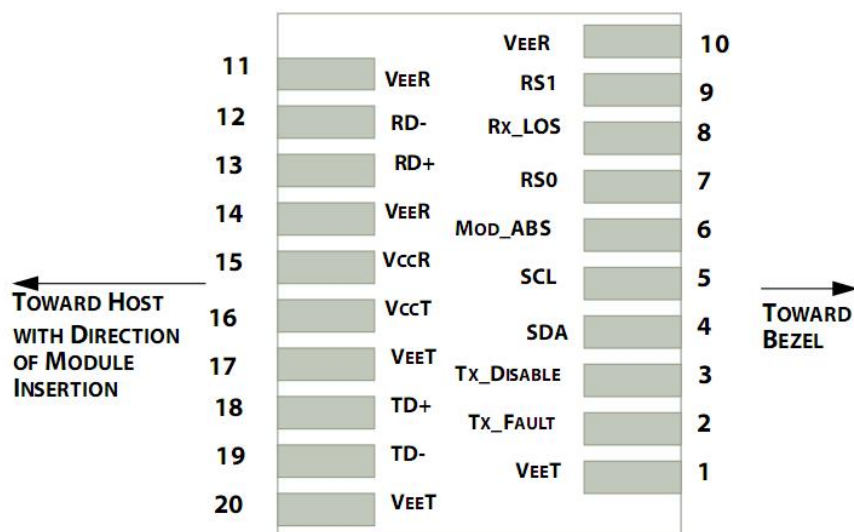 VEER 10
11 VEER
RS1 9
12 RD-
Rx_LOS 8
13 RD+
RS0 7
14 VEER
Mod_ABS 6
15 VccR
SCL 5
TOWARD HOST
WITH DIRECTION
OF MODULE
INSERTION
TOWARD
BEZEL
16 VccT
SDA 4
17 VEET
Tx_Disable 3
18 TD+
Tx_Fault 2
19 TD-
VEET 1
20 VEET